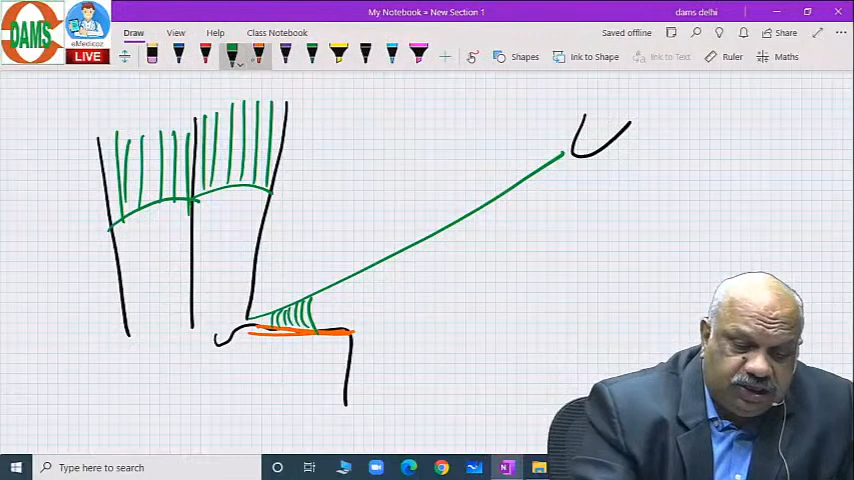 My Notebook » New Section 1
dams delhi
DAMS
eMedicoz
LIVE
Draw
View
Help
Class Notebook
Saved offline
Share
Shapes
Ink to Shape
Ink to Text
Ruler
Maths
Type here to search